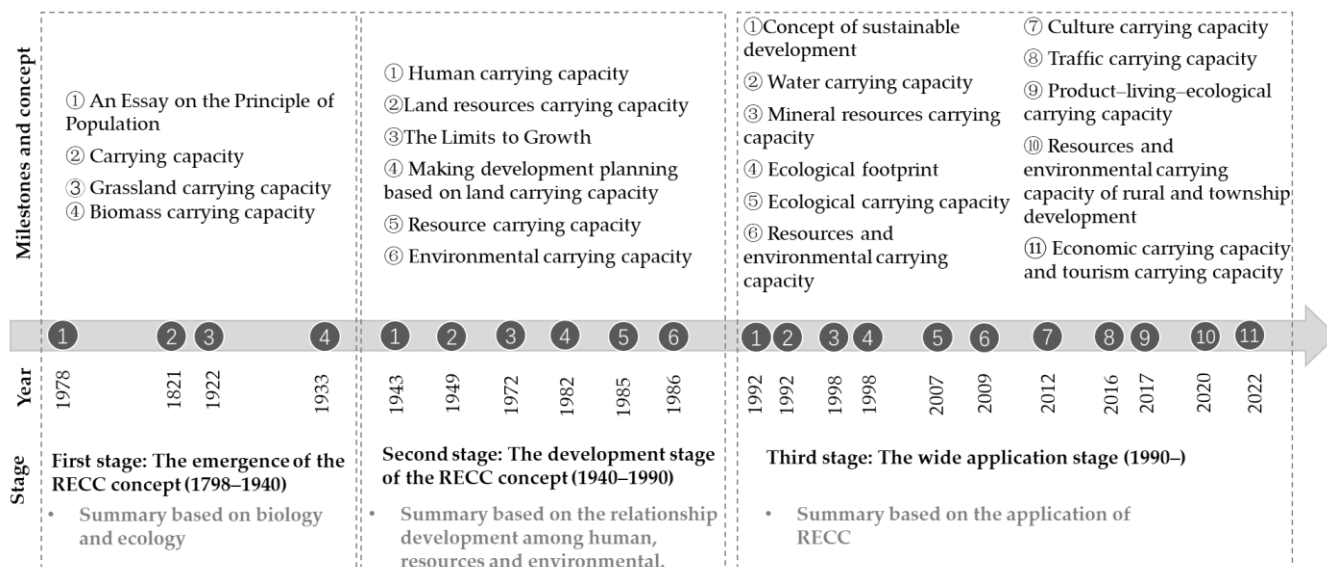 Milestones and concept
① An Essay on the Principle of
Population
② Carrying capacity
③ Grassland carrying capacity
④ Biomass carrying capacity
① Human carrying capacity
②Land resources carrying capacity
③The Limits to Growth
④ Making development planning
based on land carrying capacity
⑤ Resource carrying capacity
⑥ Environmental carrying capacity
①Concept of sustainable
development
② Water carrying capacity
③ Mineral resources carrying
capacity
④ Ecological footprint
⑤ Ecological carrying capacity
⑥ Resources and
environmental carrying
capacity
⑦ Culture carrying capacity
⑧ Traffic carrying capacity
⑨ Product–living–ecological
carrying capacity
⑩ Resources and
environmental carrying
capacity of rural and township
development
⑪ Economic carrying capacity
and tourism carrying capacity
1 2 3 4 1 2 3 4 5 6 1 2 3 4 5 6 7 8 9 10 11
Year
1978 1821 1922 1933 1943 1949 1972 1982 1985 1986 1992 1992 1998 1998 2007 2009 2012 2016 2017 2020 2022
Stage
First stage: The emergence of the
RECC concept (1798–1940)
• Summary based on biology
and ecology
Second stage: The development stage
of the RECC concept (1940–1990)
• Summary based on the relationship
development among human,
resources and environmental.
Third stage: The wide application stage (1990–)
• Summary based on the application of
RECC